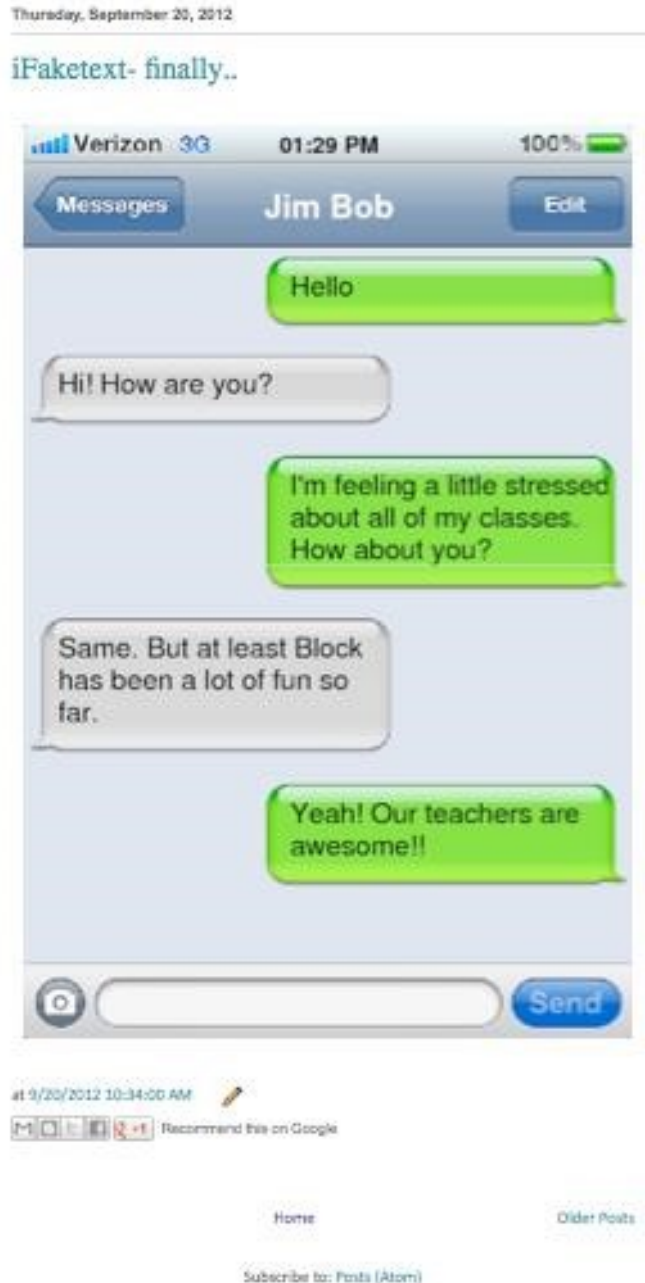 Thursday, September 20, 2012
iFaketext- finally..
Verizon 3G 01:29 PM 100%
Messages Jim Bob Edit
Hello
Hi! How are you?
I'm feeling a little stressed
about all of my classes.
How about you?
Same. But at least Block
has been a lot of fun so
far.
Yeah! Our teachers are
awesome!!
Send
at 9/20/2012 10:34:00 AM
+1 Recommend this on Google
Home Older Posts
Subscribe to: Posts (Atom)